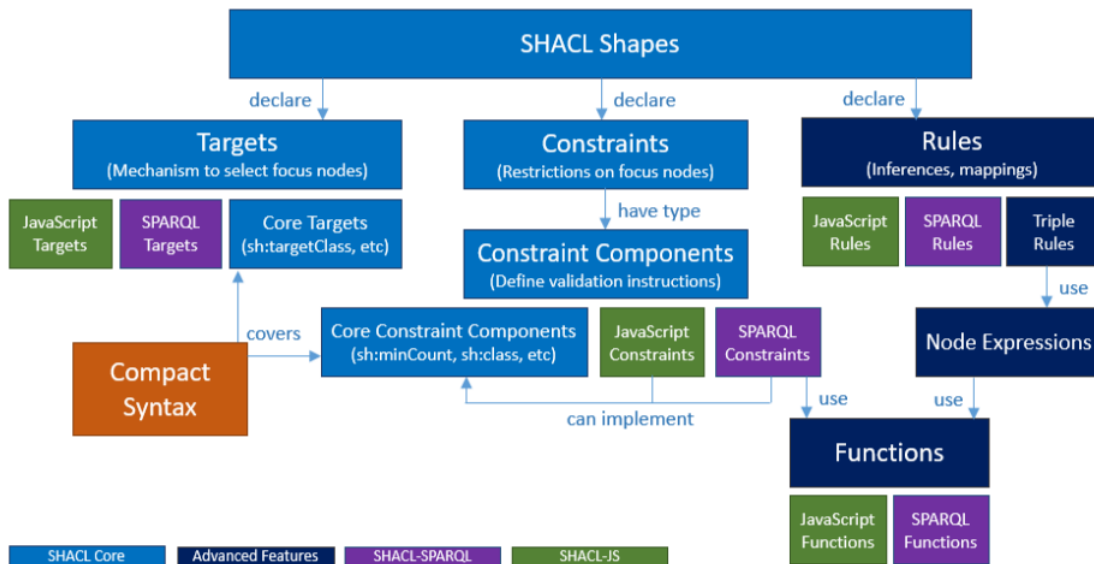 SHACL Shapes
declare
declare
declare
Targets
(Mechanism to select focus nodes)
Constraints
(Restrictions on focus nodes)
Rules
(Inferences, mappings)
JavaScript
Targets
SPARQL
Targets
Core Targets
(sh:targetClass, etc)
have type
JavaScript
Rules
SPARQL
Rules
Triple
Rules
Constraint Components
(Define validation instructions)
use
covers
Core Constraint Components
(sh:minCount, sh:class, etc)
JavaScript
Constraints
SPARQL
Constraints
Node Expressions
Compact
Syntax
can implement
use
use
Functions
JavaScript
Functions
SPARQL
Functions
SHACL Core
Advanced Features
SHACL-SPARQL
SHACL-JS